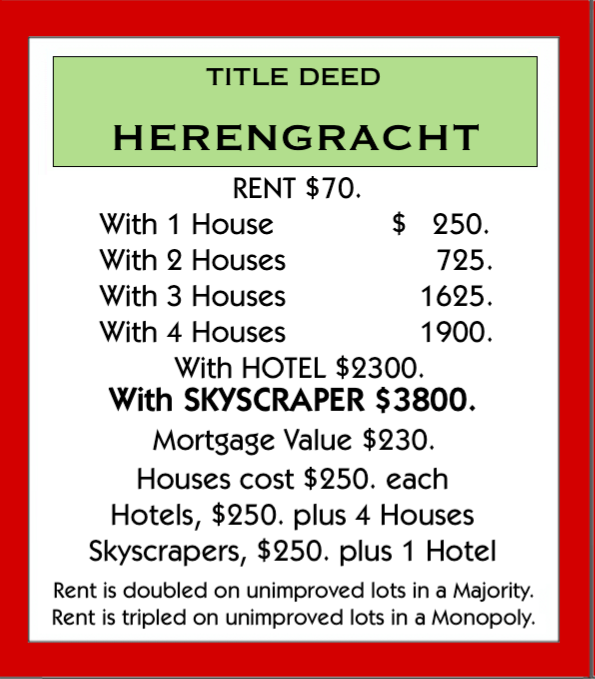 TITLE DEED
HERENGRACHT
RENT $70.
With 1 House $ 250.
With 2 Houses 725.
With 3 Houses 1625.
With 4 Houses 1900.
With HOTEL $2300.
With SKYSCRAPER $3800.
Mortgage Value $230.
Houses cost $250. each
Hotels, $250. plus 4 Houses
Skyscrapers, $250. plus 1 Hotel
Rent is doubled on unimproved lots in a Majority.
Rent is tripled on unimproved lots in a Monopoly.